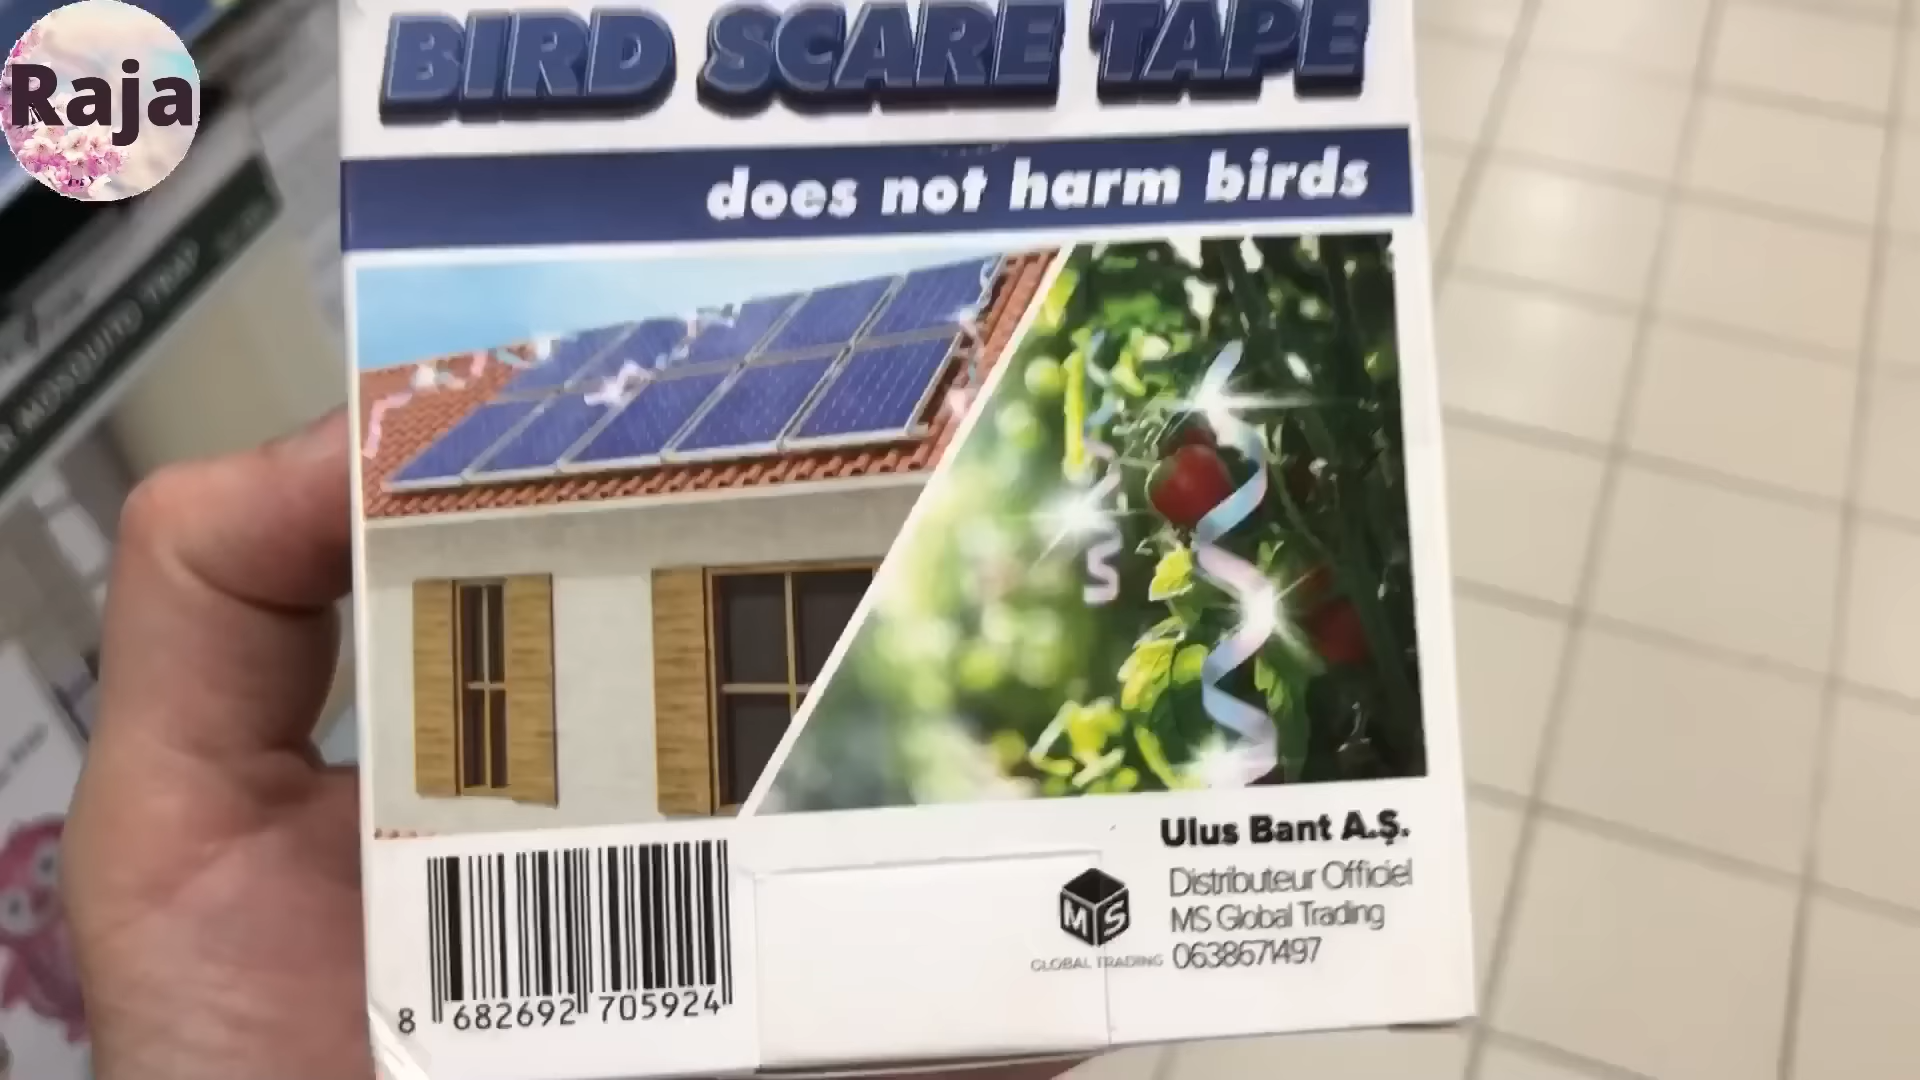 Raja
BIRD SCARE TAPE
does not harm birds
MOSQUITO TRAP
Ulus Bant A.Ş.
Distributeur Officiel
MS Global Trading
0638671497
MS
GLOBAL TRADING
8 682692 705924